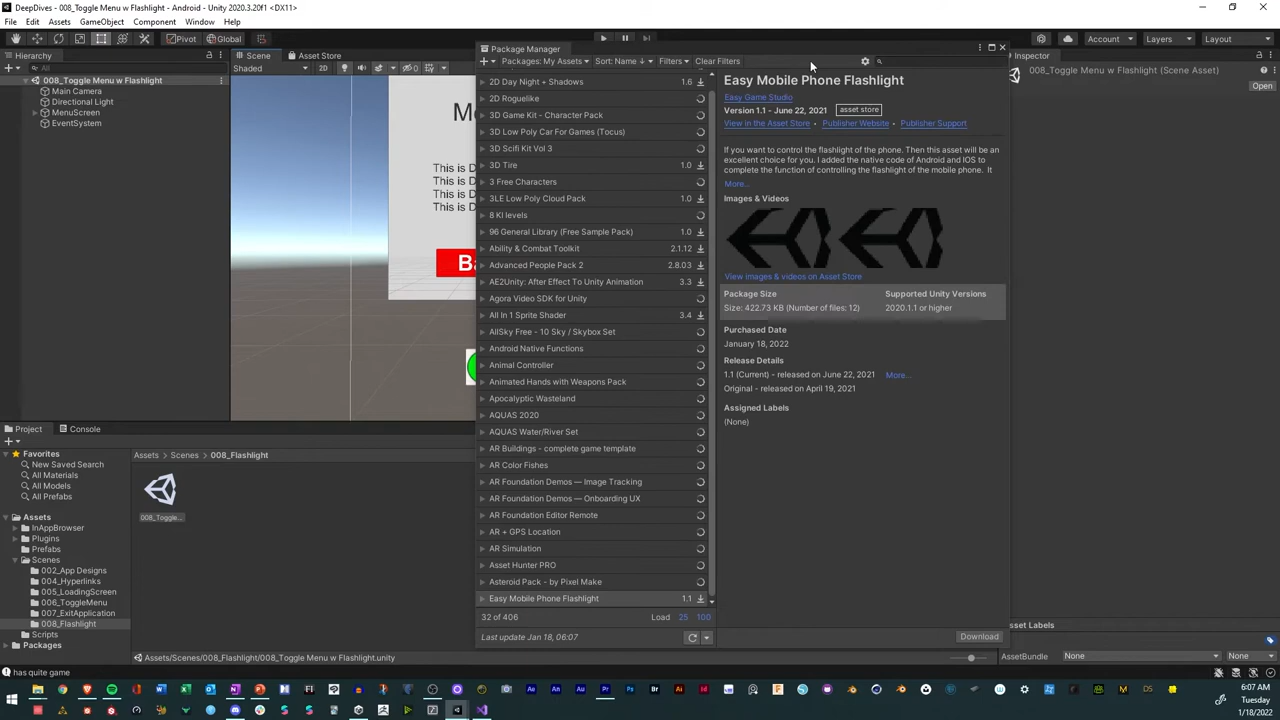 DeepDives - 008_Toggle Menu w Flashlight - Android - Unity 2020.3.20f1 <DX11>
File Edit Assets GameObject Component Window Help
Pivot Global Account Layers Layout
Hierarchy
All
008_Toggle Menu w Flashlight
Main Camera
Directional Light
MenuScreen
EventSystem
Scene Asset Store
Shaded 2D 0
This is D
This is D
This is D
This is D
Package Manager
Packages: My Assets Sort: Name ↓ Filters Clear Filters
2D Day Night + Shadows 1.6
2D Roguelike
3D Game Kit - Character Pack
3D Low Poly Car For Games (Tocus)
3D Scifi Kit Vol 3
3D Tire 1.0
3 Free Characters
3LE Low Poly Cloud Pack 1.0
8 KI levels
96 General Library (Free Sample Pack) 1.0
Ability & Combat Toolkit 2.1.12
Advanced People Pack 2 2.8.03
AE2Unity: After Effect To Unity Animation 3.3
Agora Video SDK for Unity
All In 1 Sprite Shader 3.4
AllSky Free - 10 Sky / Skybox Set
Android Native Functions
Animal Controller
Animated Hands with Weapons Pack
Apocalyptic Wasteland
AQUAS 2020
AQUAS Water/River Set
AR Buildings - complete game template
AR Color Fishes
AR Foundation Demos — Image Tracking
AR Foundation Demos — Onboarding UX
AR Foundation Editor Remote
AR + GPS Location
AR Simulation
Asset Hunter PRO
Asteroid Pack - by Pixel Make
Easy Mobile Phone Flashlight 1.1
32 of 406 Load 25 100
Last update Jan 18, 06:07
Easy Mobile Phone Flashlight
Easy Game Studio
Version 1.1 - June 22, 2021 asset store
View in the Asset Store • Publisher Website • Publisher Support
If you want to control the flashlight of the phone. Then this asset will be an
excellent choice for you. I added the native code of Android and IOS to
complete the function of controlling the flashlight of the mobile phone. It
More...
Images & Videos
View images & videos on Asset Store
Package Size Supported Unity Versions
Size: 422.73 KB (Number of files: 12) 2020.1.1 or higher
Purchased Date
January 18, 2022
Release Details
1.1 (Current) - released on June 22, 2021 More...
Original - released on April 19, 2021
Assigned Labels
(None)
Download
Inspector
008_Toggle Menu w Flashlight (Scene Asset)
Open
Asset Labels
AssetBundle None None
Project Console
Favorites
New Saved Search
All Materials
All Models
All Prefabs
Assets
InAppBrowser
Plugins
Prefabs
Scenes
002_App Designs
004_Hyperlinks
005_LoadingScreen
006_ToggleMenu
007_ExitApplication
008_Flashlight
Scripts
Packages
Assets > Scenes > 008_Flashlight
008_Toggle...
Assets/Scenes/008_Flashlight/008_Toggle Menu w Flashlight.unity
has quite game
6:07 AM
Tuesday
1/18/2022